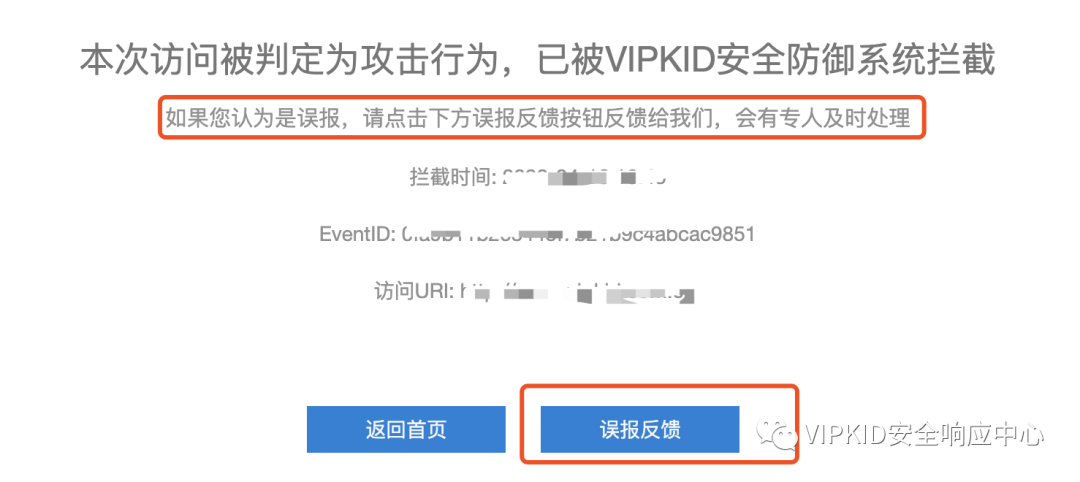 本次访问被判定为攻击行为，已被VIPKID安全防御系统拦截
如果您认为是误报，请点击下方误报反馈按钮反馈给我们，会有专人及时处理
拦截时间:
EventID: 9c4abcac9851
访问URI:
返回首页
误报反馈
VIPKID安全响应中心